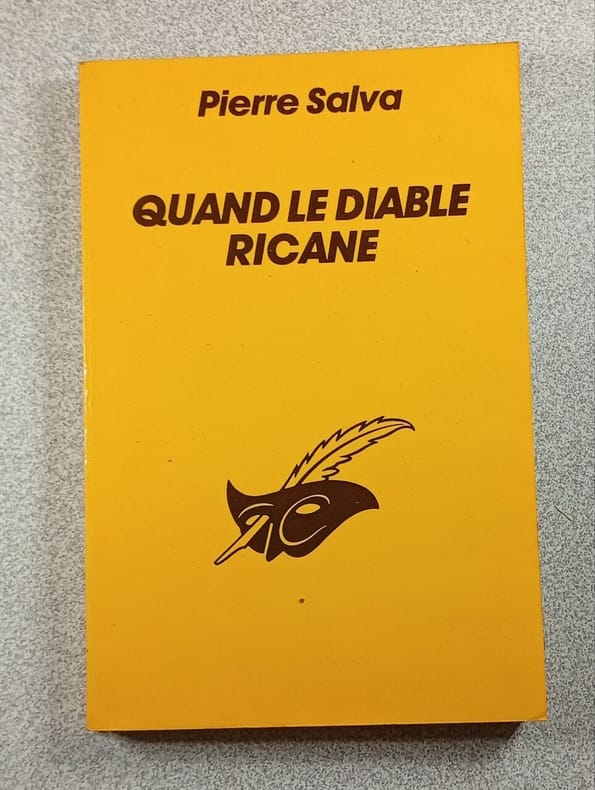 Pierre Salva
QUAND LE DIABLE
RICANE